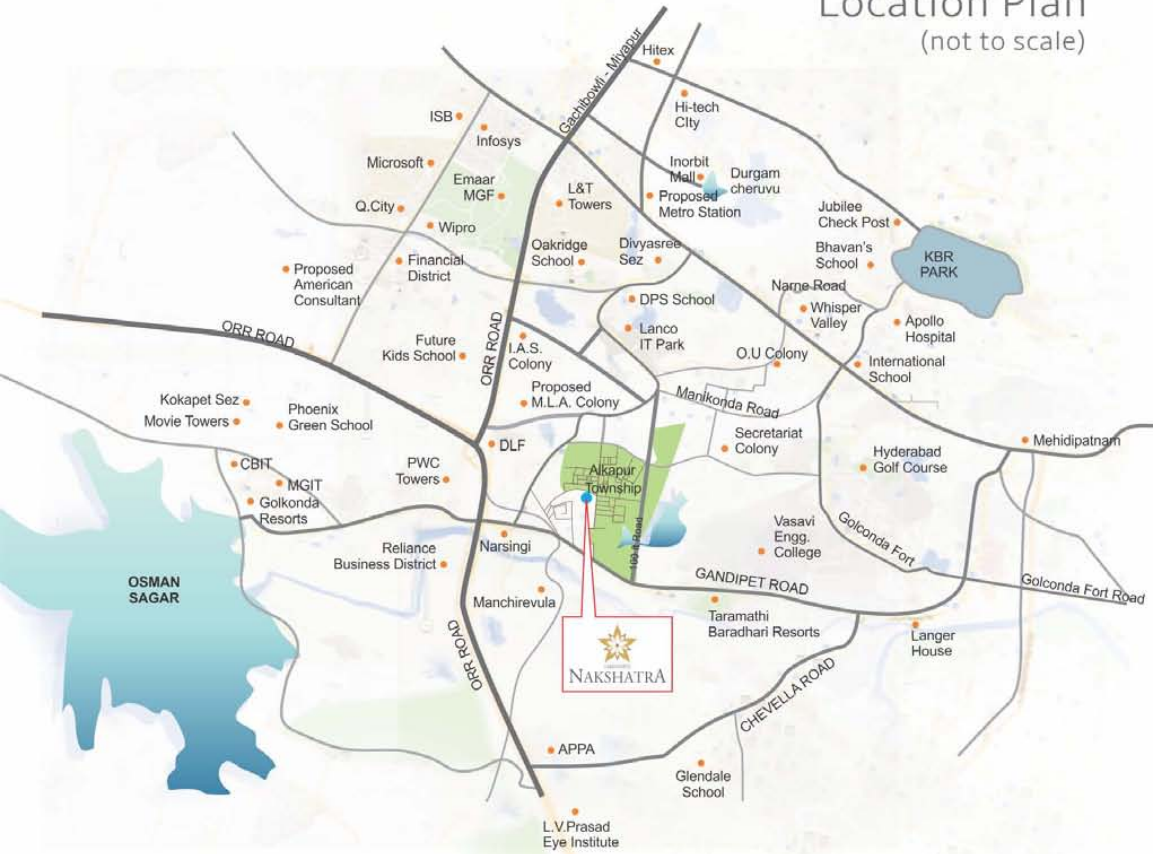 Location Plan
(not to scale)
Hitex
Gachibowli - Miyapur
Hi-tech
CIty
ISB
Infosys
Microsoft
Inorbit
Mall
Durgam
cheruvu
Emaar
MGF
L&T
Towers
Proposed
Metro Station
Q.City
Jubilee
Check Post
Wipro
Oakridge
School
Divyasree
Sez
Bhavan's
School
KBR
PARK
Financial
District
Proposed
American
Consultant
Narne Road
DPS School
Whisper
Valley
ORR ROAD
Lanco
IT Park
Apollo
Hospital
Future
Kids School
ORR ROAD
I.A.S.
Colony
O.U Colony
International
School
Proposed
M.L.A. Colony
Manikonda Road
Kokapet Sez
Movie Towers
Phoenix
Green School
DLF
Secretariat
Colony
Mehidipatnam
Hyderabad
Golf Course
CBIT
MGIT
Golkonda
Resorts
PWC
Towers
Alkapur
Township
100 ft Road
Vasavi
Engg.
College
Golconda Fort
Narsingi
Reliance
Business District
GANDIPET ROAD
Golconda Fort Road
OSMAN
SAGAR
Manchirevula
Taramathi
Baradhari Resorts
Langer
House
ORR ROAD
NAKSHATRA
CHEVELLA ROAD
APPA
Glendale
School
L.V.Prasad
Eye Institute